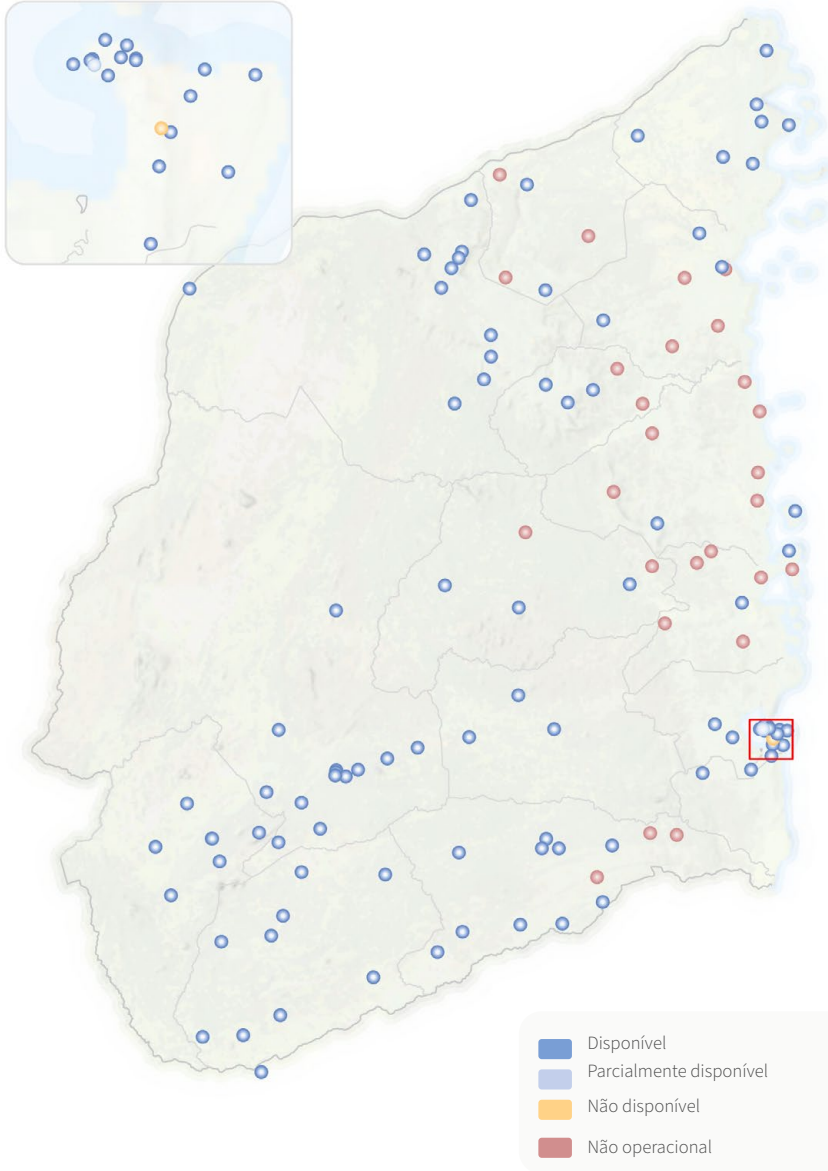 Disponível
Parcialmente disponível
Não disponível
Não operacional